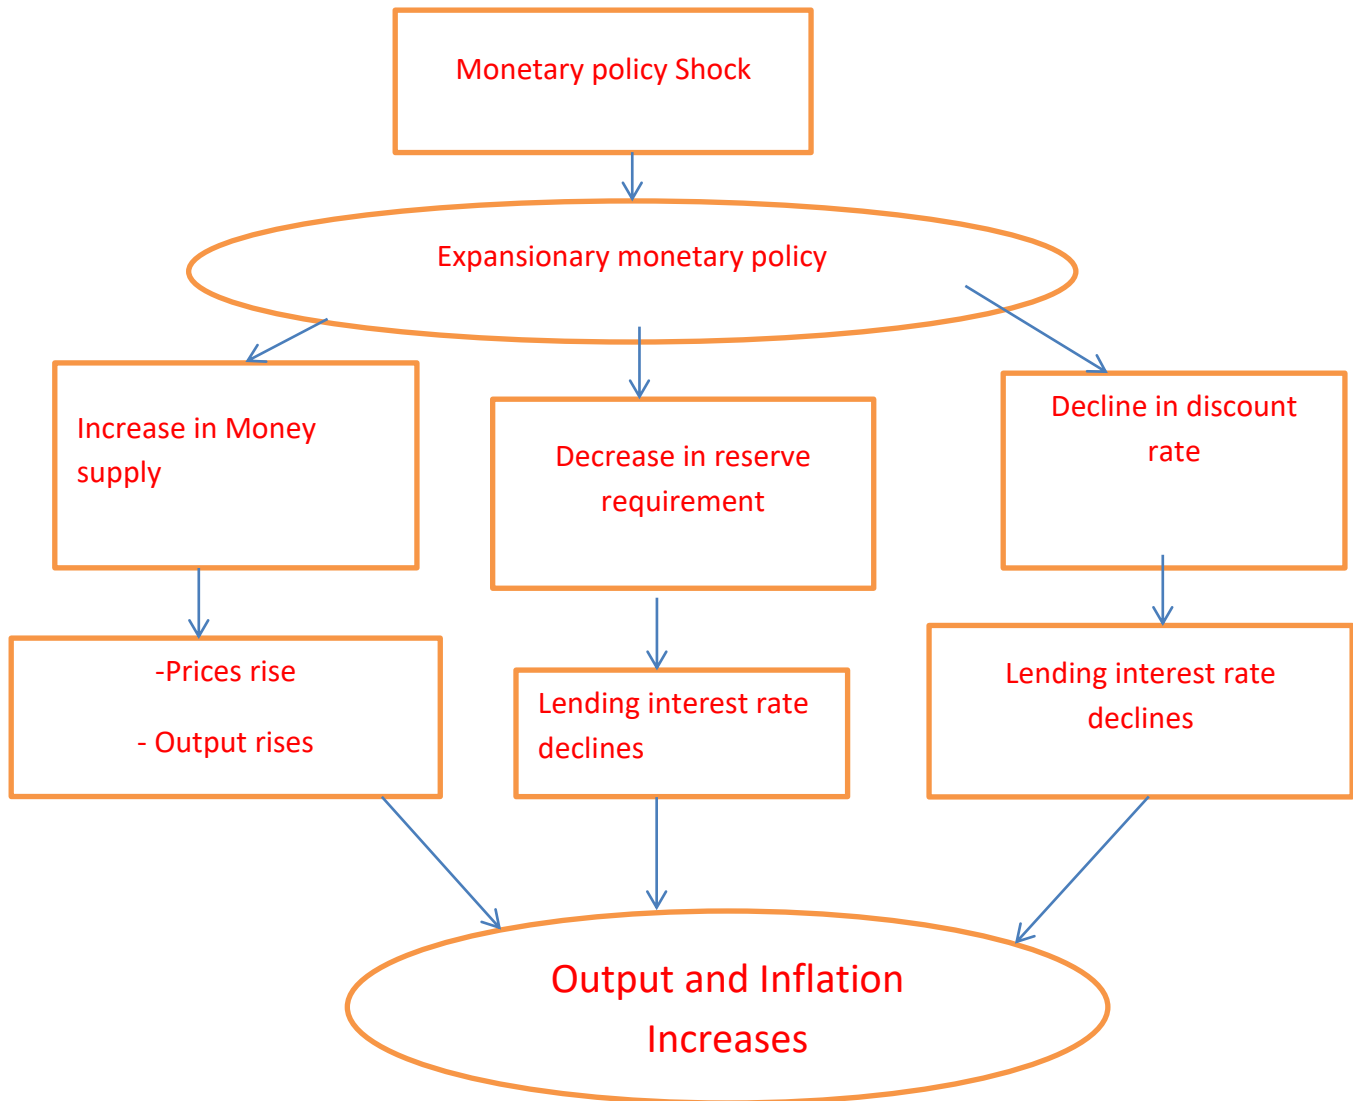 Monetary policy Shock
Expansionary monetary policy
Increase in Money
supply
Decrease in reserve
requirement
Decline in discount
rate
-Prices rise
- Output rises
Lending interest rate
declines
Lending interest rate
declines
Output and Inflation
Increases